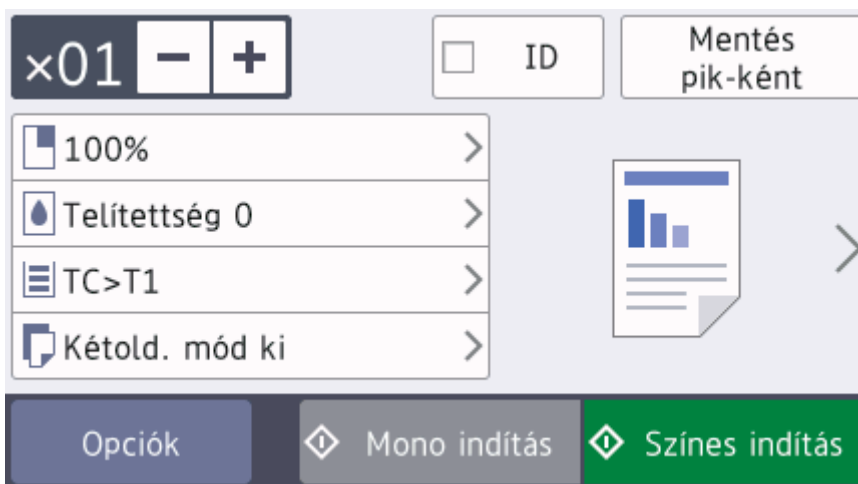 ×01 − +
ID
Mentés
pik-ként
100%
Telítettség 0
TC>T1
Kétold. mód ki
Opciók
Mono indítás
Színes indítás